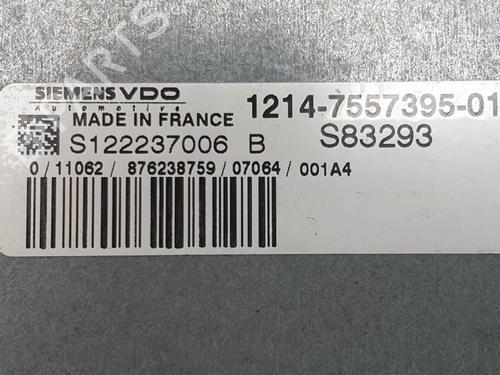 SIEMENS VDO
Automotive
MADE IN FRANCE
1214-7557395-01
S122237006 B
S83293
0/11062/876238759/07064/001A4